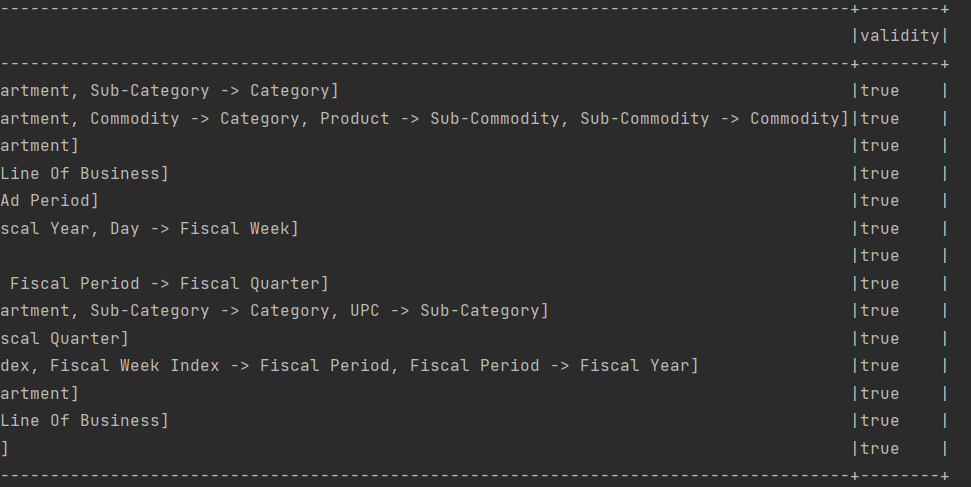 -------------------------------------------------------------------------------------+--------+
|validity|
-------------------------------------------------------------------------------------+--------+
artment, Sub-Category -> Category] |true |
artment, Commodity -> Category, Product -> Sub-Commodity, Sub-Commodity -> Commodity]|true |
artment] |true |
Line Of Business] |true |
Ad Period] |true |
scal Year, Day -> Fiscal Week] |true |
|true |
Fiscal Period -> Fiscal Quarter] |true |
artment, Sub-Category -> Category, UPC -> Sub-Category] |true |
scal Quarter] |true |
dex, Fiscal Week Index -> Fiscal Period, Fiscal Period -> Fiscal Year] |true |
artment] |true |
Line Of Business] |true |
] |true |
-------------------------------------------------------------------------------------+--------+